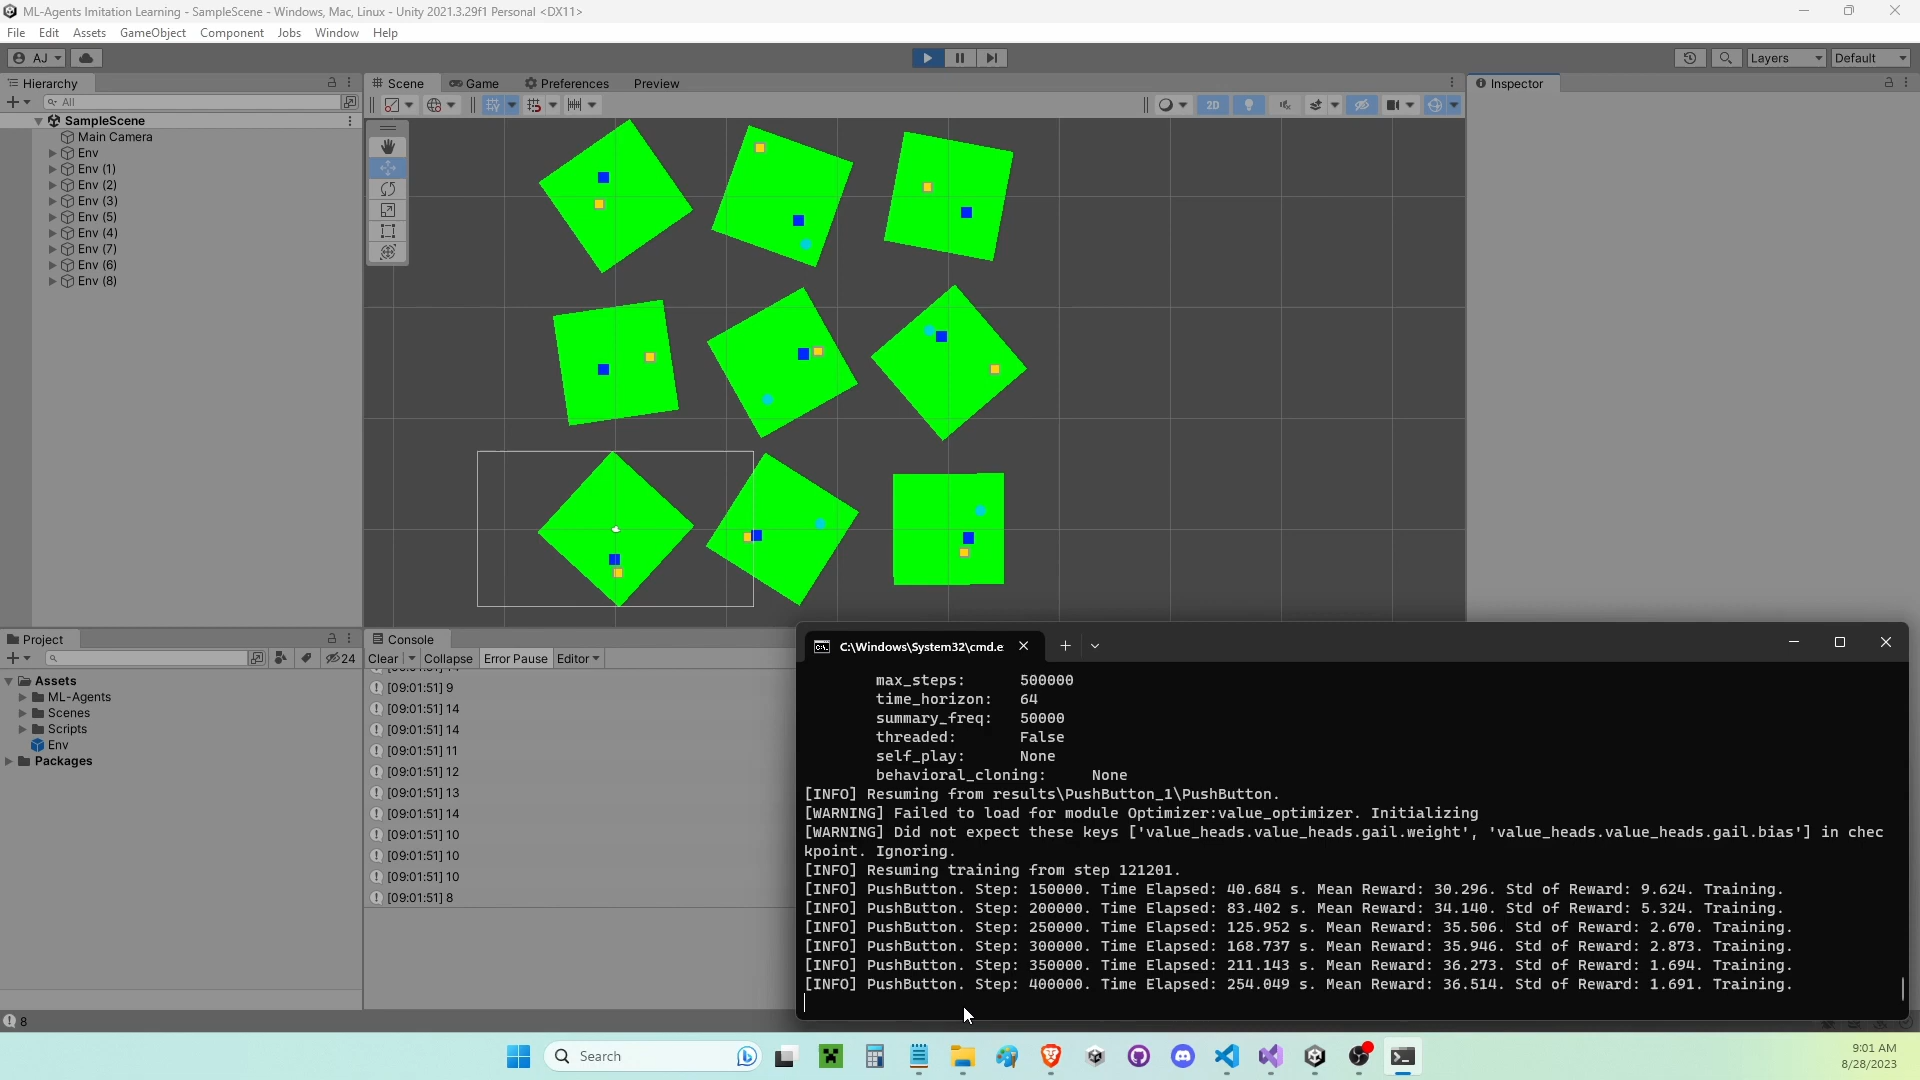 ML-Agents Imitation Learning - SampleScene - Windows, Mac, Linux - Unity 2021.3.29f1 Personal <DX11>
File Edit Assets GameObject Component Jobs Window Help
AJ Layers Default
Hierarchy Scene Game Preferences Preview Inspector
All 2D
SampleScene
Main Camera
Env
Env (1)
Env (2)
Env (3)
Env (5)
Env (4)
Env (7)
Env (6)
Env (8)
Project
24
Assets
ML-Agents
Scenes
Scripts
Env
Packages
Console
Clear Collapse Error Pause Editor
[09:01:51] 9
[09:01:51] 14
[09:01:51] 14
[09:01:51] 11
[09:01:51] 12
[09:01:51] 13
[09:01:51] 14
[09:01:51] 10
[09:01:51] 10
[09:01:51] 10
[09:01:51] 8
8
C:\Windows\System32\cmd.e
max_steps: 500000
time_horizon: 64
summary_freq: 50000
threaded: False
self_play: None
behavioral_cloning: None
[INFO] Resuming from results\PushButton_1\PushButton.
[WARNING] Failed to load for module Optimizer:value_optimizer. Initializing
[WARNING] Did not expect these keys ['value_heads.value_heads.gail.weight', 'value_heads.value_heads.gail.bias'] in chec
kpoint. Ignoring.
[INFO] Resuming training from step 121201.
[INFO] PushButton. Step: 150000. Time Elapsed: 40.684 s. Mean Reward: 30.296. Std of Reward: 9.624. Training.
[INFO] PushButton. Step: 200000. Time Elapsed: 83.402 s. Mean Reward: 34.140. Std of Reward: 5.324. Training.
[INFO] PushButton. Step: 250000. Time Elapsed: 125.952 s. Mean Reward: 35.506. Std of Reward: 2.670. Training.
[INFO] PushButton. Step: 300000. Time Elapsed: 168.737 s. Mean Reward: 35.946. Std of Reward: 2.873. Training.
[INFO] PushButton. Step: 350000. Time Elapsed: 211.143 s. Mean Reward: 36.273. Std of Reward: 1.694. Training.
[INFO] PushButton. Step: 400000. Time Elapsed: 254.049 s. Mean Reward: 36.514. Std of Reward: 1.691. Training.
Search
9:01 AM
8/28/2023